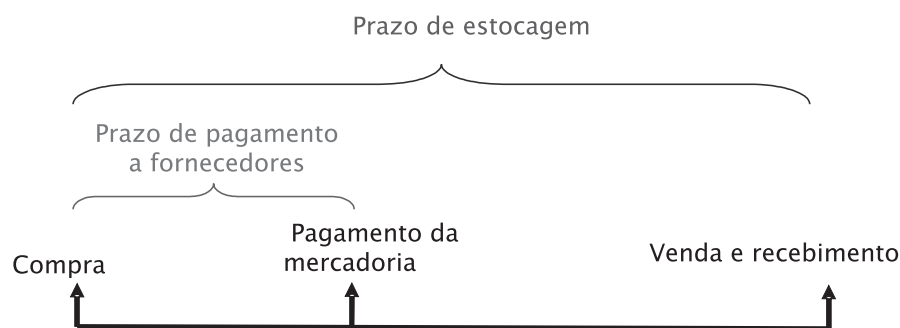 Prazo de estocagem
Prazo de pagamento
a fornecedores
Pagamento da
mercadoria
Compra
Venda e recebimento